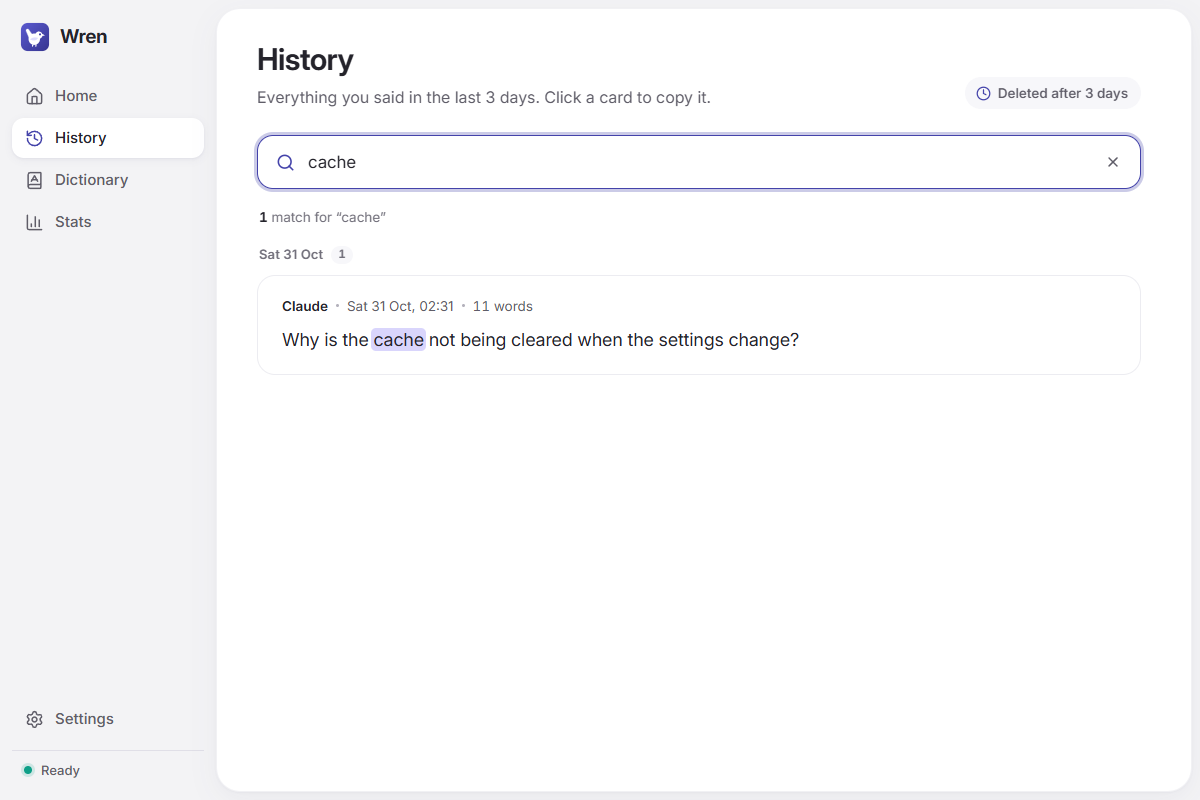 Wren
Home
History
Dictionary
Stats
Settings
Ready
History
Everything you said in the last 3 days. Click a card to copy it.
Deleted after 3 days
cache
1 match for “cache”
Sat 31 Oct 1
Claude • Sat 31 Oct, 02:31 • 11 words
Why is the cache not being cleared when the settings change?